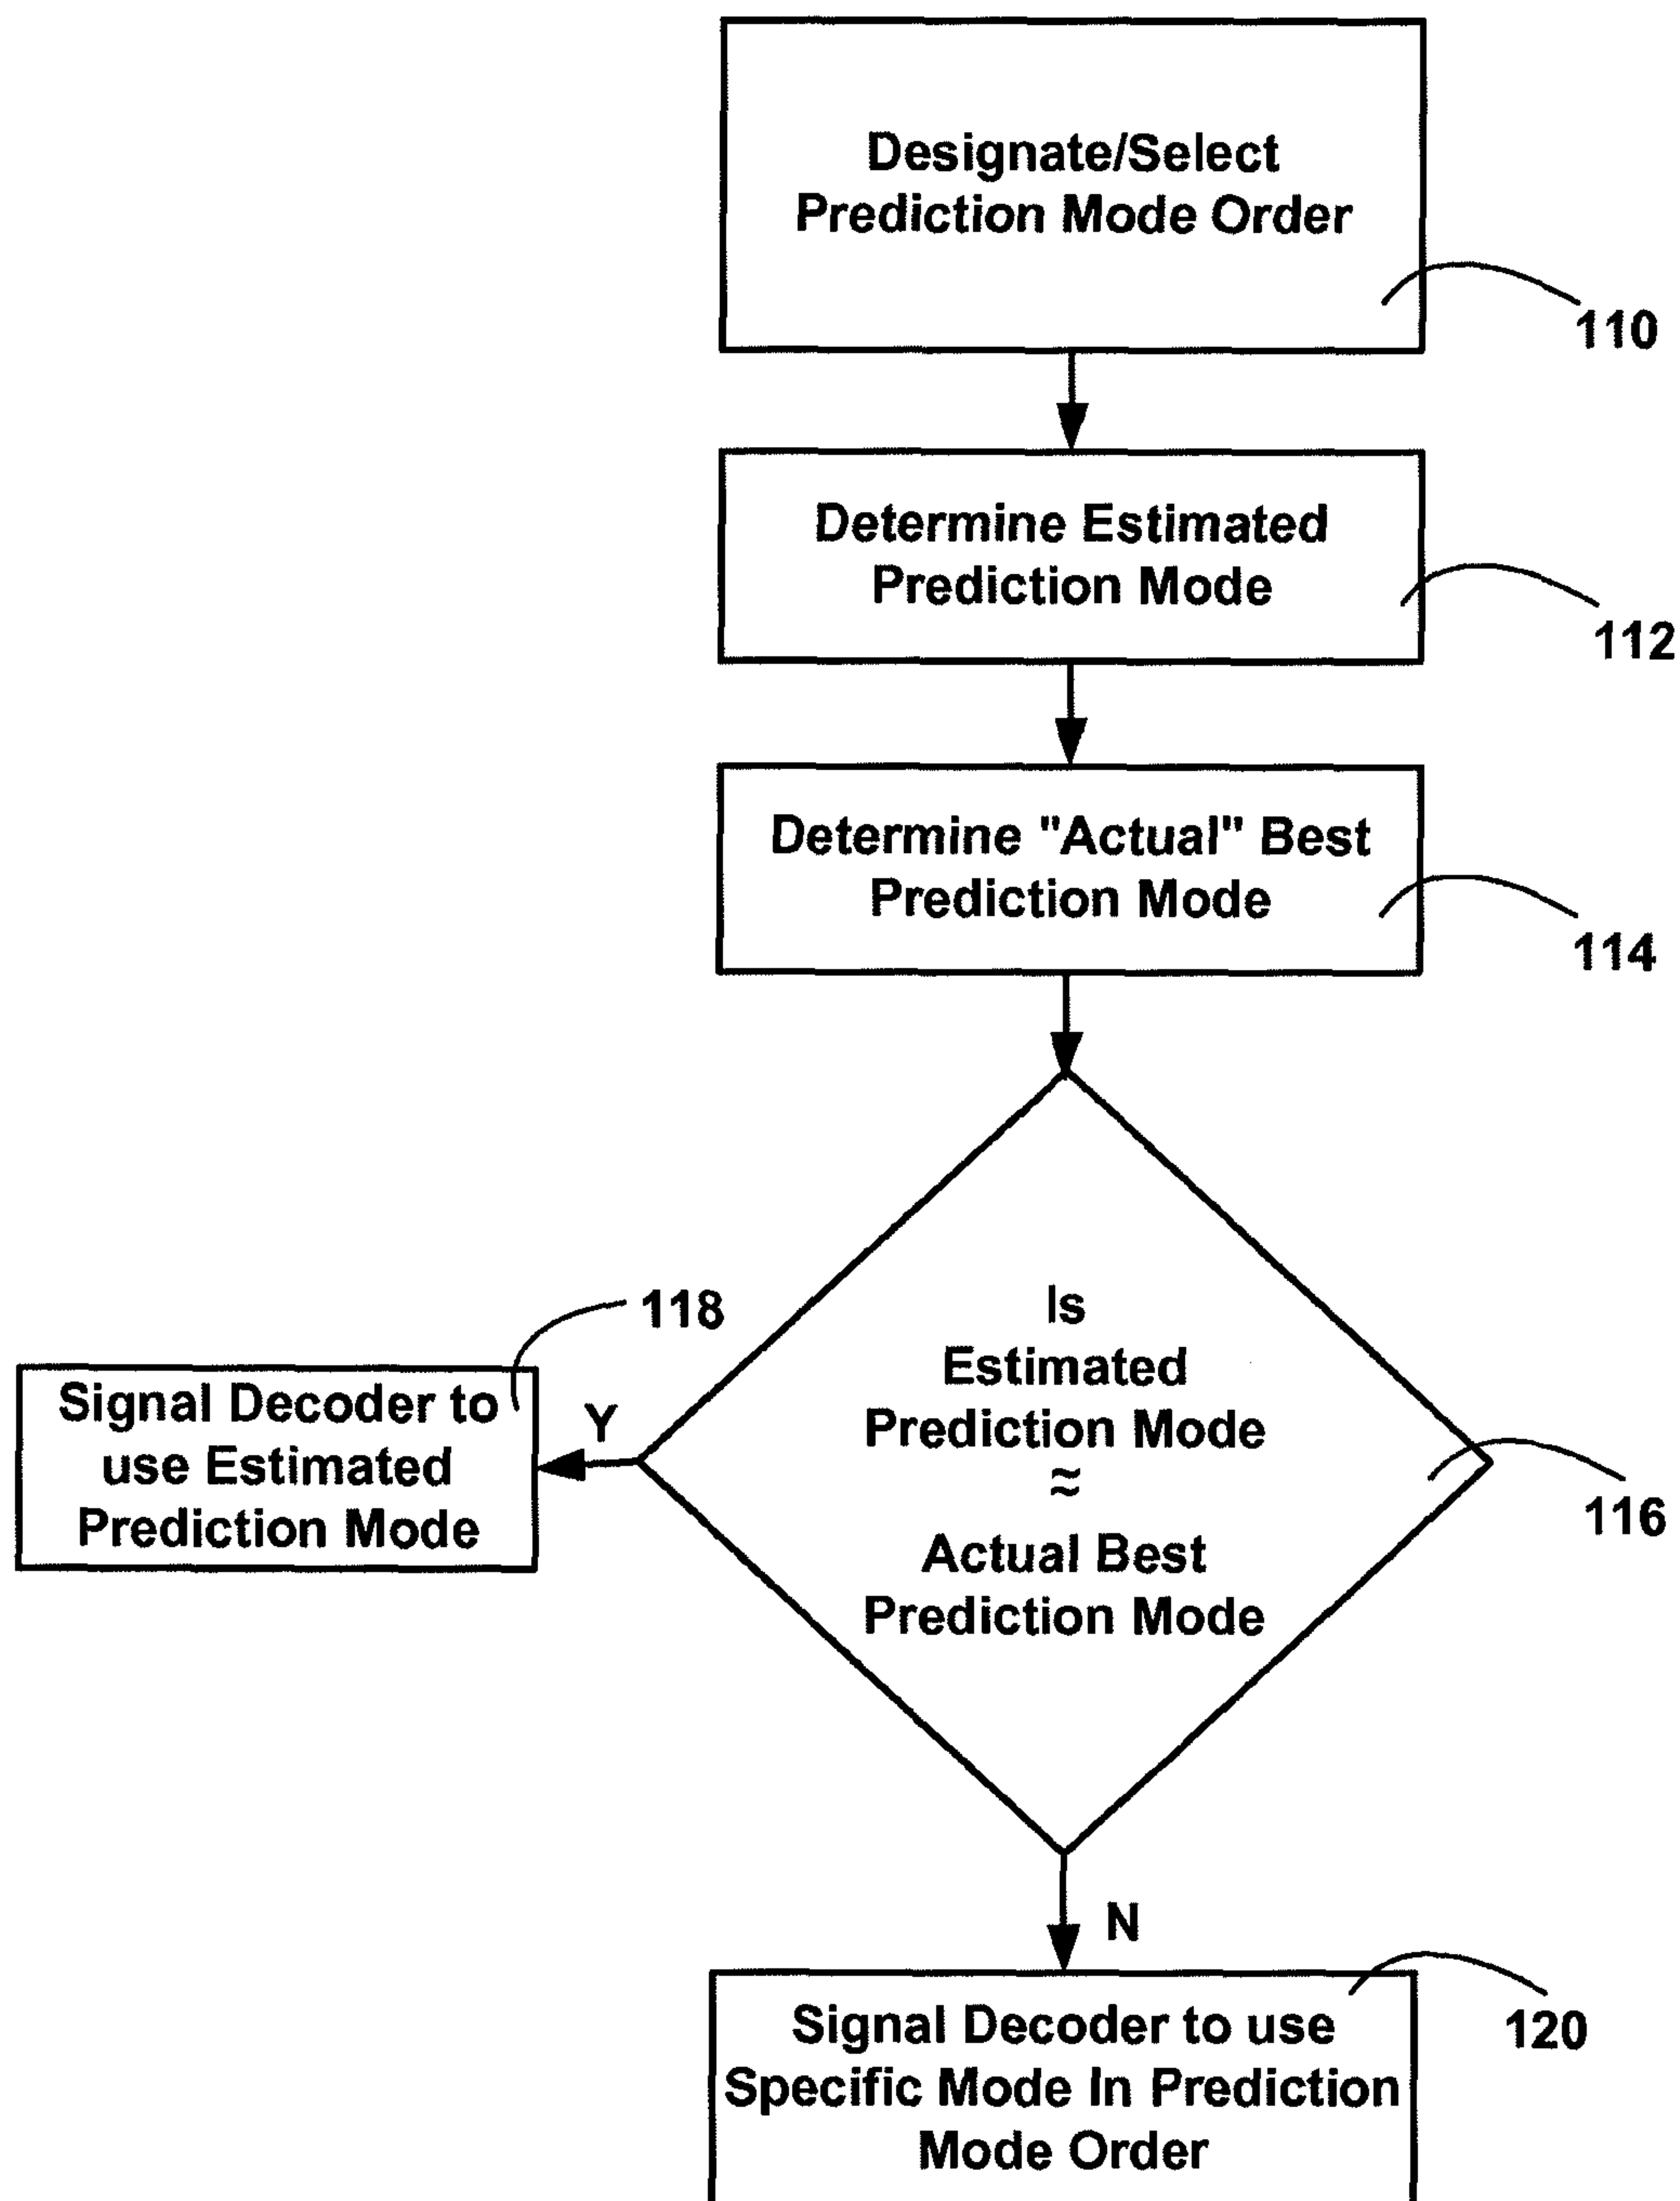 Designate/Select
Prediction Mode Order
110
Determine Estimated
Prediction Mode
112
Determine "Actual" Best
Prediction Mode
114
Is
Estimated
Prediction Mode
≈
Actual Best
Prediction Mode
116
118
Signal Decoder to
use Estimated
Prediction Mode
Y
N
Signal Decoder to use
Specific Mode In Prediction
Mode Order
120